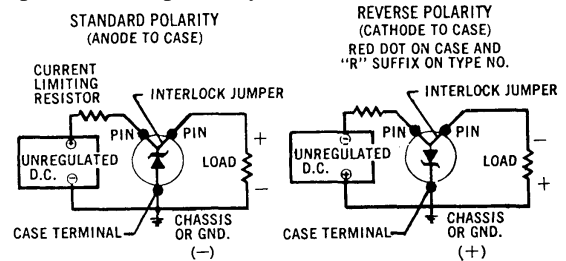 STANDARD POLARITY
(ANODE TO CASE)
CURRENT
LIMITING
RESISTOR
INTERLOCK JUMPER
PIN
PIN
+
UNREGULATED
D.C.
LOAD
−
CASE TERMINAL
CHASSIS
OR GND.
(−)
REVERSE POLARITY
(CATHODE TO CASE)
RED DOT ON CASE AND
"R" SUFFIX ON TYPE NO.
INTERLOCK JUMPER
PIN
PIN
−
UNREGULATED
D.C.
LOAD
+
CASE TERMINAL
CHASSIS
OR GND.
(+)